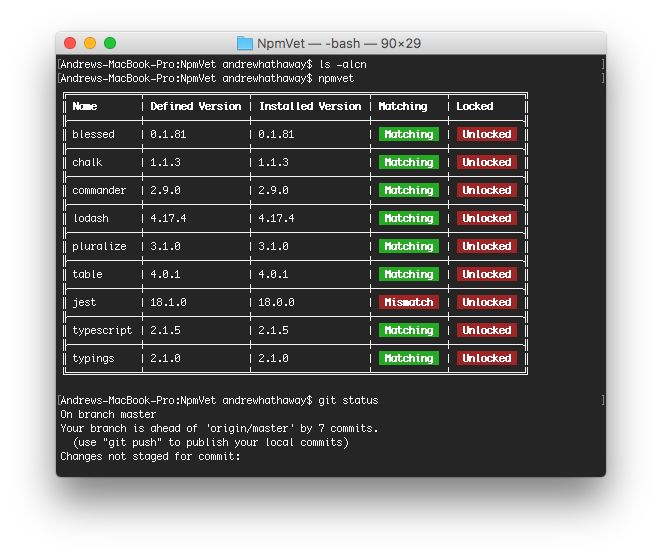 NpmVet — -bash — 90×29
[Andrews-MacBook-Pro:NpmVet andrewhathaway$ ls -alcn ]
[Andrews-MacBook-Pro:NpmVet andrewhathaway$ npmvet ]
Name | Defined Version | Installed Version | Matching | Locked
blessed | 0.1.81 | 0.1.81 | Matching | Unlocked
chalk | 1.1.3 | 1.1.3 | Matching | Unlocked
commander | 2.9.0 | 2.9.0 | Matching | Unlocked
lodash | 4.17.4 | 4.17.4 | Matching | Unlocked
pluralize | 3.1.0 | 3.1.0 | Matching | Unlocked
table | 4.0.1 | 4.0.1 | Matching | Unlocked
jest | 18.1.0 | 18.0.0 | Mismatch | Unlocked
typescript | 2.1.5 | 2.1.5 | Matching | Unlocked
typings | 2.1.0 | 2.1.0 | Matching | Unlocked
[Andrews-MacBook-Pro:NpmVet andrewhathaway$ git status ]
On branch master
Your branch is ahead of 'origin/master' by 7 commits.
(use "git push" to publish your local commits)
Changes not staged for commit: